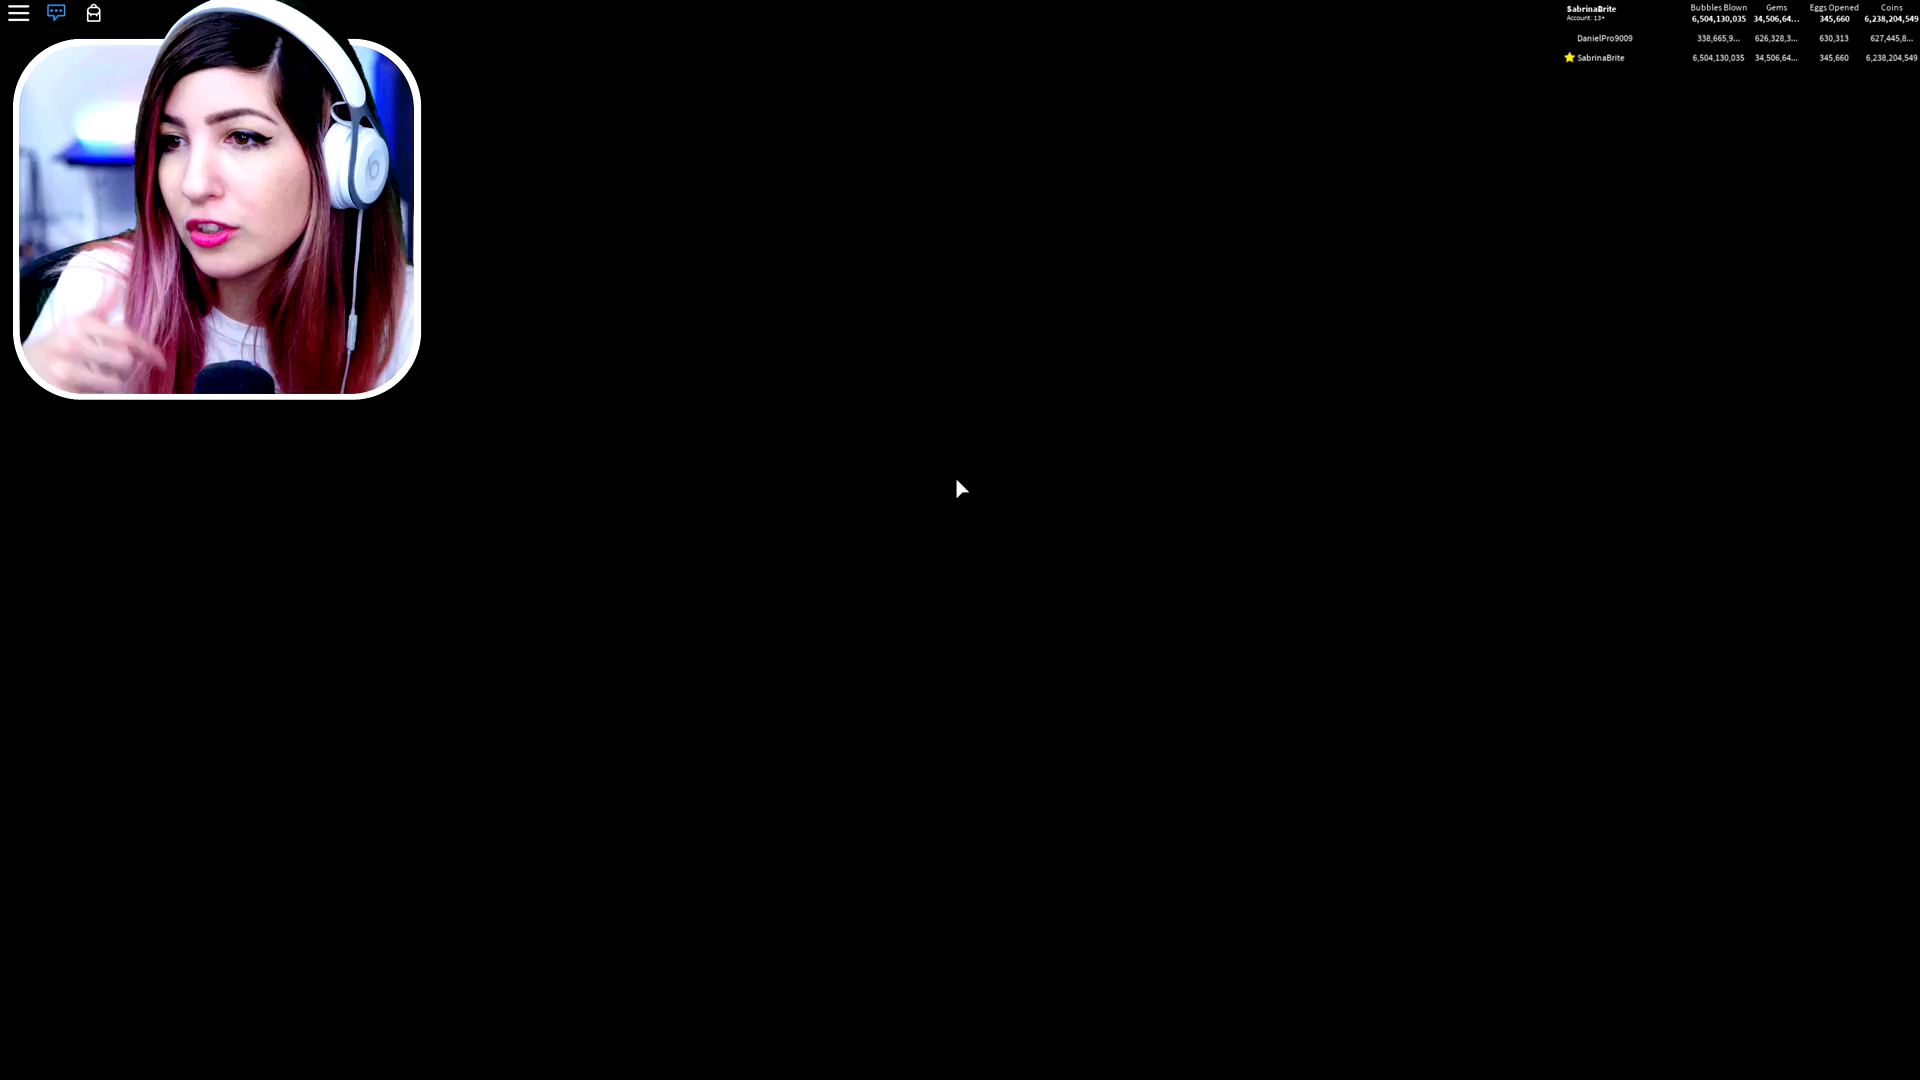 SabrinaBrite Bubbles Blown Gems Eggs Opened Coins
Account: 13+ 6,504,130,035 34,506,64... 345,660 6,238,204,549
DanielPro9009 338,665,9... 626,328,3... 630,313 627,445,8...
SabrinaBrite 6,504,130,035 34,506,64... 345,660 6,238,204,549